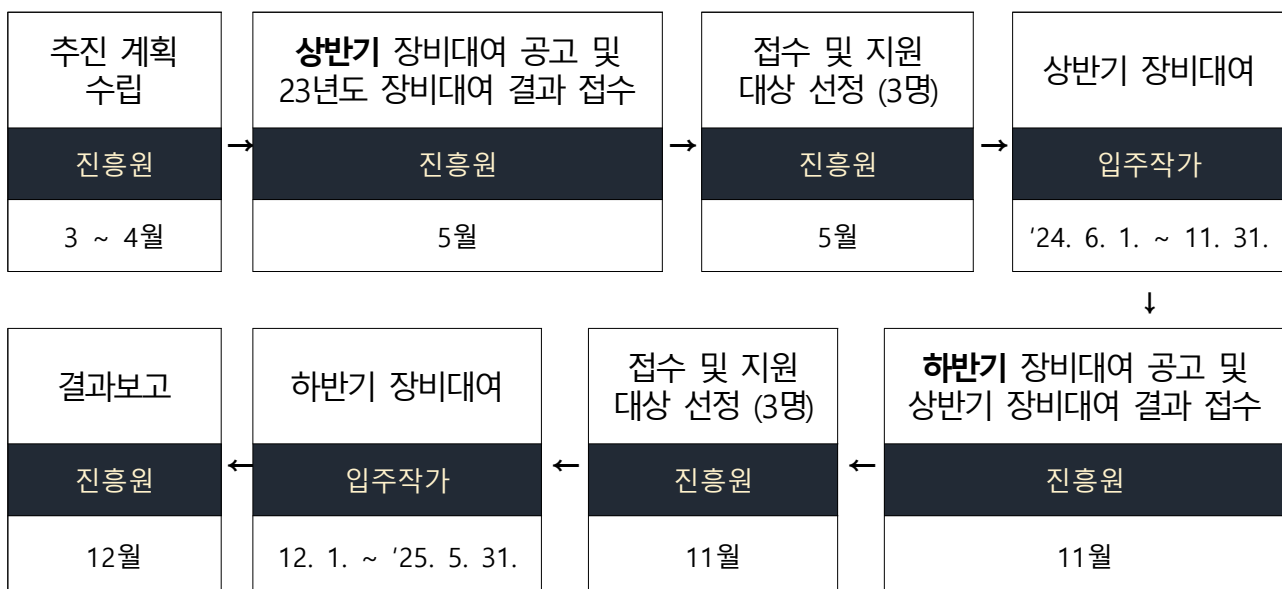 추진 계획
수립
진흥원
3 ~ 4월
→
상반기 장비대여 공고 및
23년도 장비대여 결과 접수
진흥원
5월
→
접수 및 지원
대상 선정 (3명)
진흥원
5월
→
상반기 장비대여
입주작가
'24. 6. 1. ~ 11. 31.
↓
하반기 장비대여 공고 및
상반기 장비대여 결과 접수
진흥원
11월
←
접수 및 지원
대상 선정 (3명)
진흥원
11월
←
하반기 장비대여
입주작가
12. 1. ~ '25. 5. 31.
←
결과보고
진흥원
12월